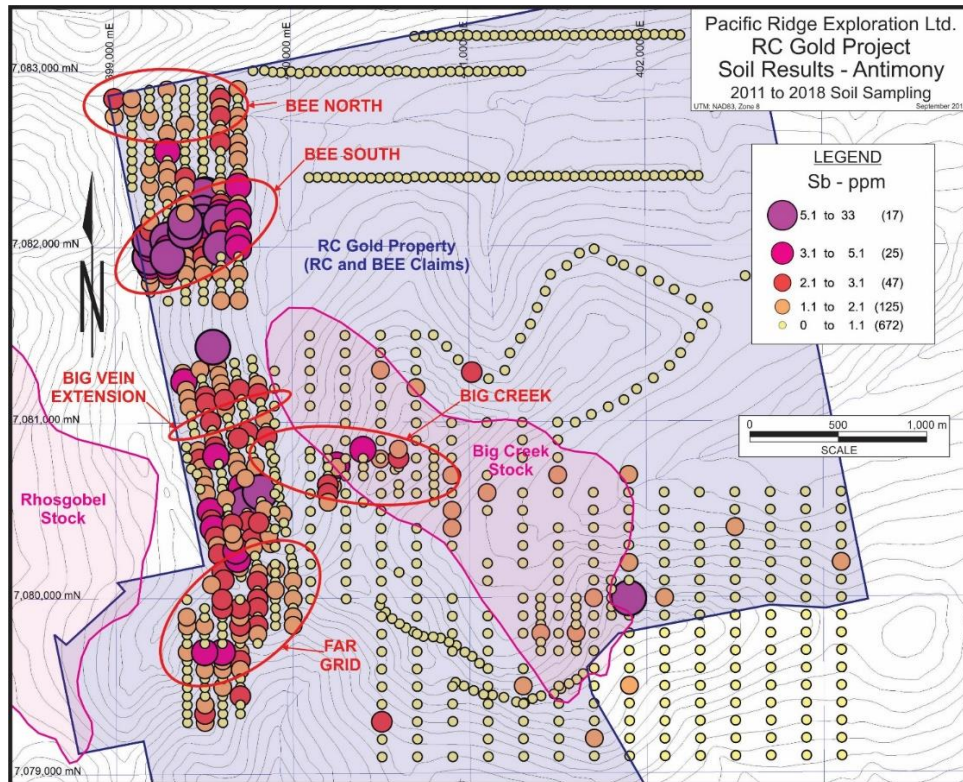 Pacific Ridge Exploration Ltd.
RC Gold Project
Soil Results - Antimony
2011 to 2018 Soil Sampling
UTM: NAD83, Zone 8
LEGEND
Sb - ppm
5.1 to 33 (17)
3.1 to 5.1 (25)
2.1 to 3.1 (47)
1.1 to 2.1 (125)
0 to 1.1 (672)
0 500 1,000 m
SCALE
402,000 mE
7,083,000 mN
7,082,000 mN
7,081,000 mN
7,080,000 mN
7,079,000 mN
BEE NORTH
BEE SOUTH
RC Gold Property
(RC and BEE Claims)
N
BIG VEIN
EXTENSION
BIG CREEK
Big Creek
Stock
Rhosgobel
Stock
FAR
GRID